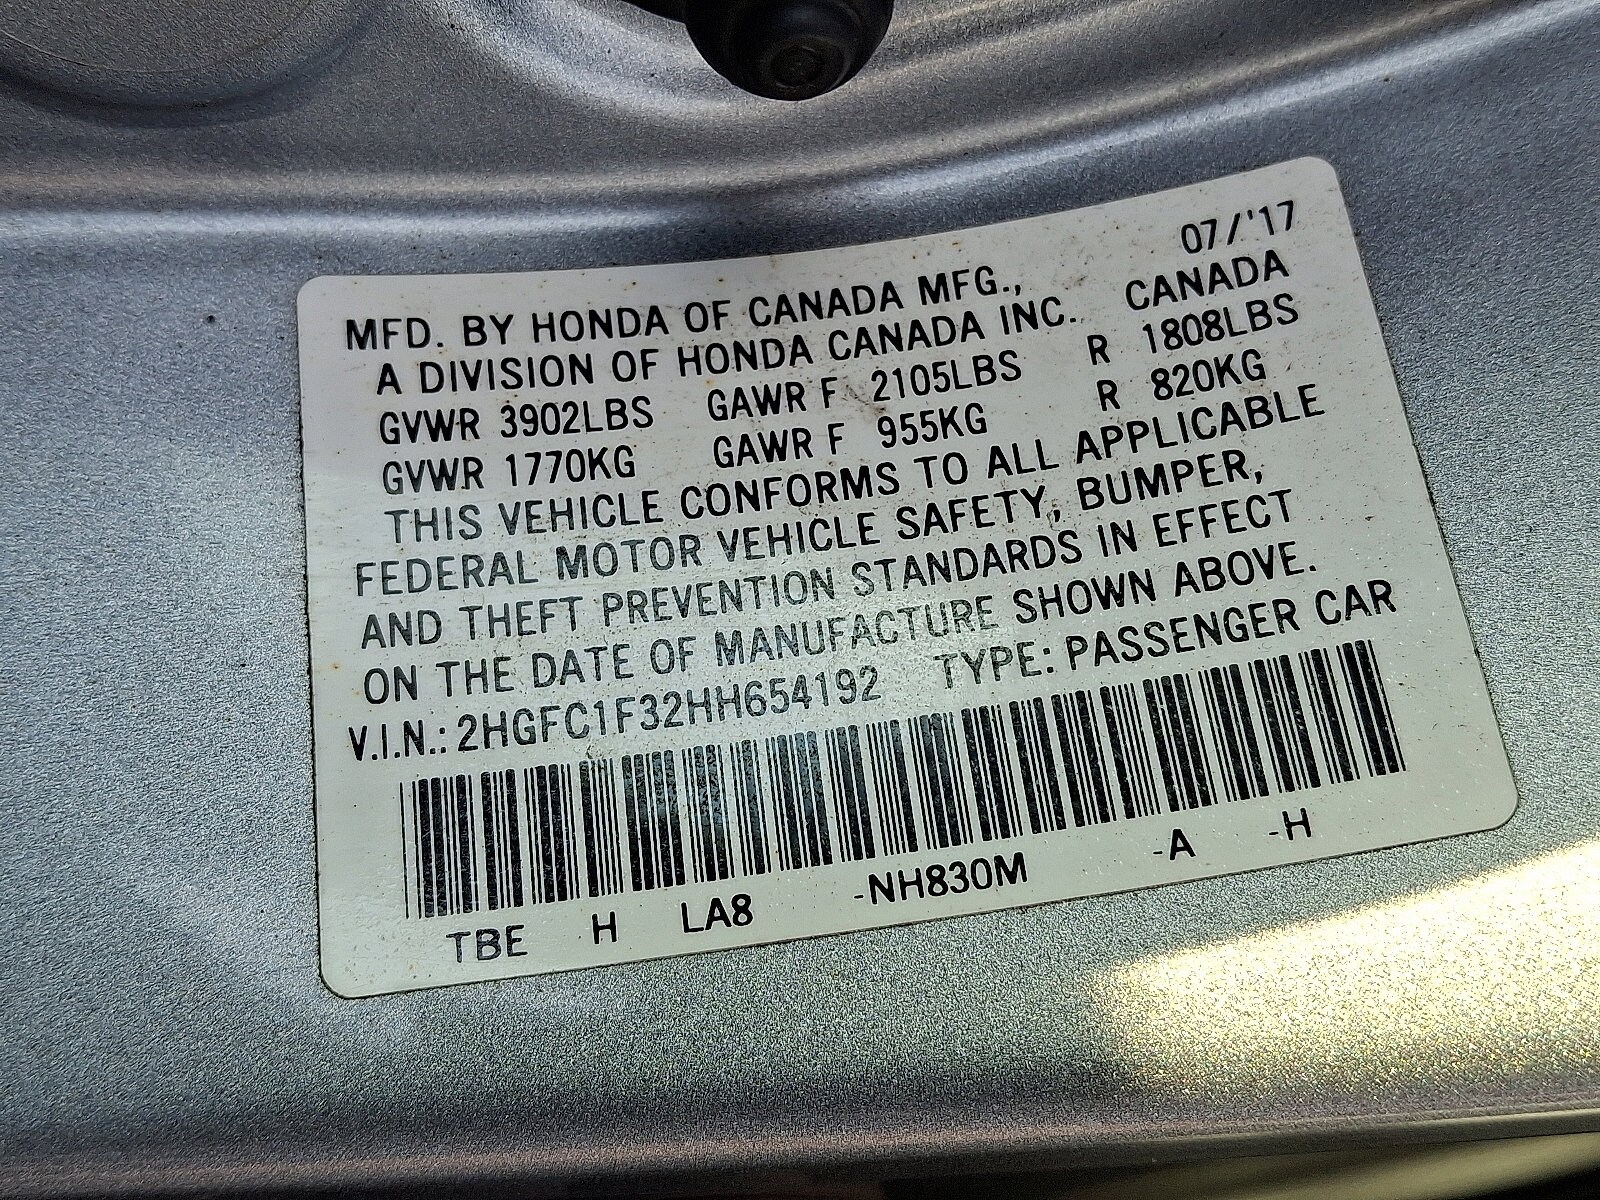 07/'17
MFD. BY HONDA OF CANADA MFG.,
A DIVISION OF HONDA CANADA INC. CANADA
GVWR 3902LBS GAWR F 2105LBS R 1808LBS
GVWR 1770KG GAWR F 955KG R 820KG
THIS VEHICLE CONFORMS TO ALL APPLICABLE
FEDERAL MOTOR VEHICLE SAFETY, BUMPER,
AND THEFT PREVENTION STANDARDS IN EFFECT
ON THE DATE OF MANUFACTURE SHOWN ABOVE.
V.I.N.: 2HGFC1F32HH654192 TYPE: PASSENGER CAR
TBE H LA8 -NH830M -A -H